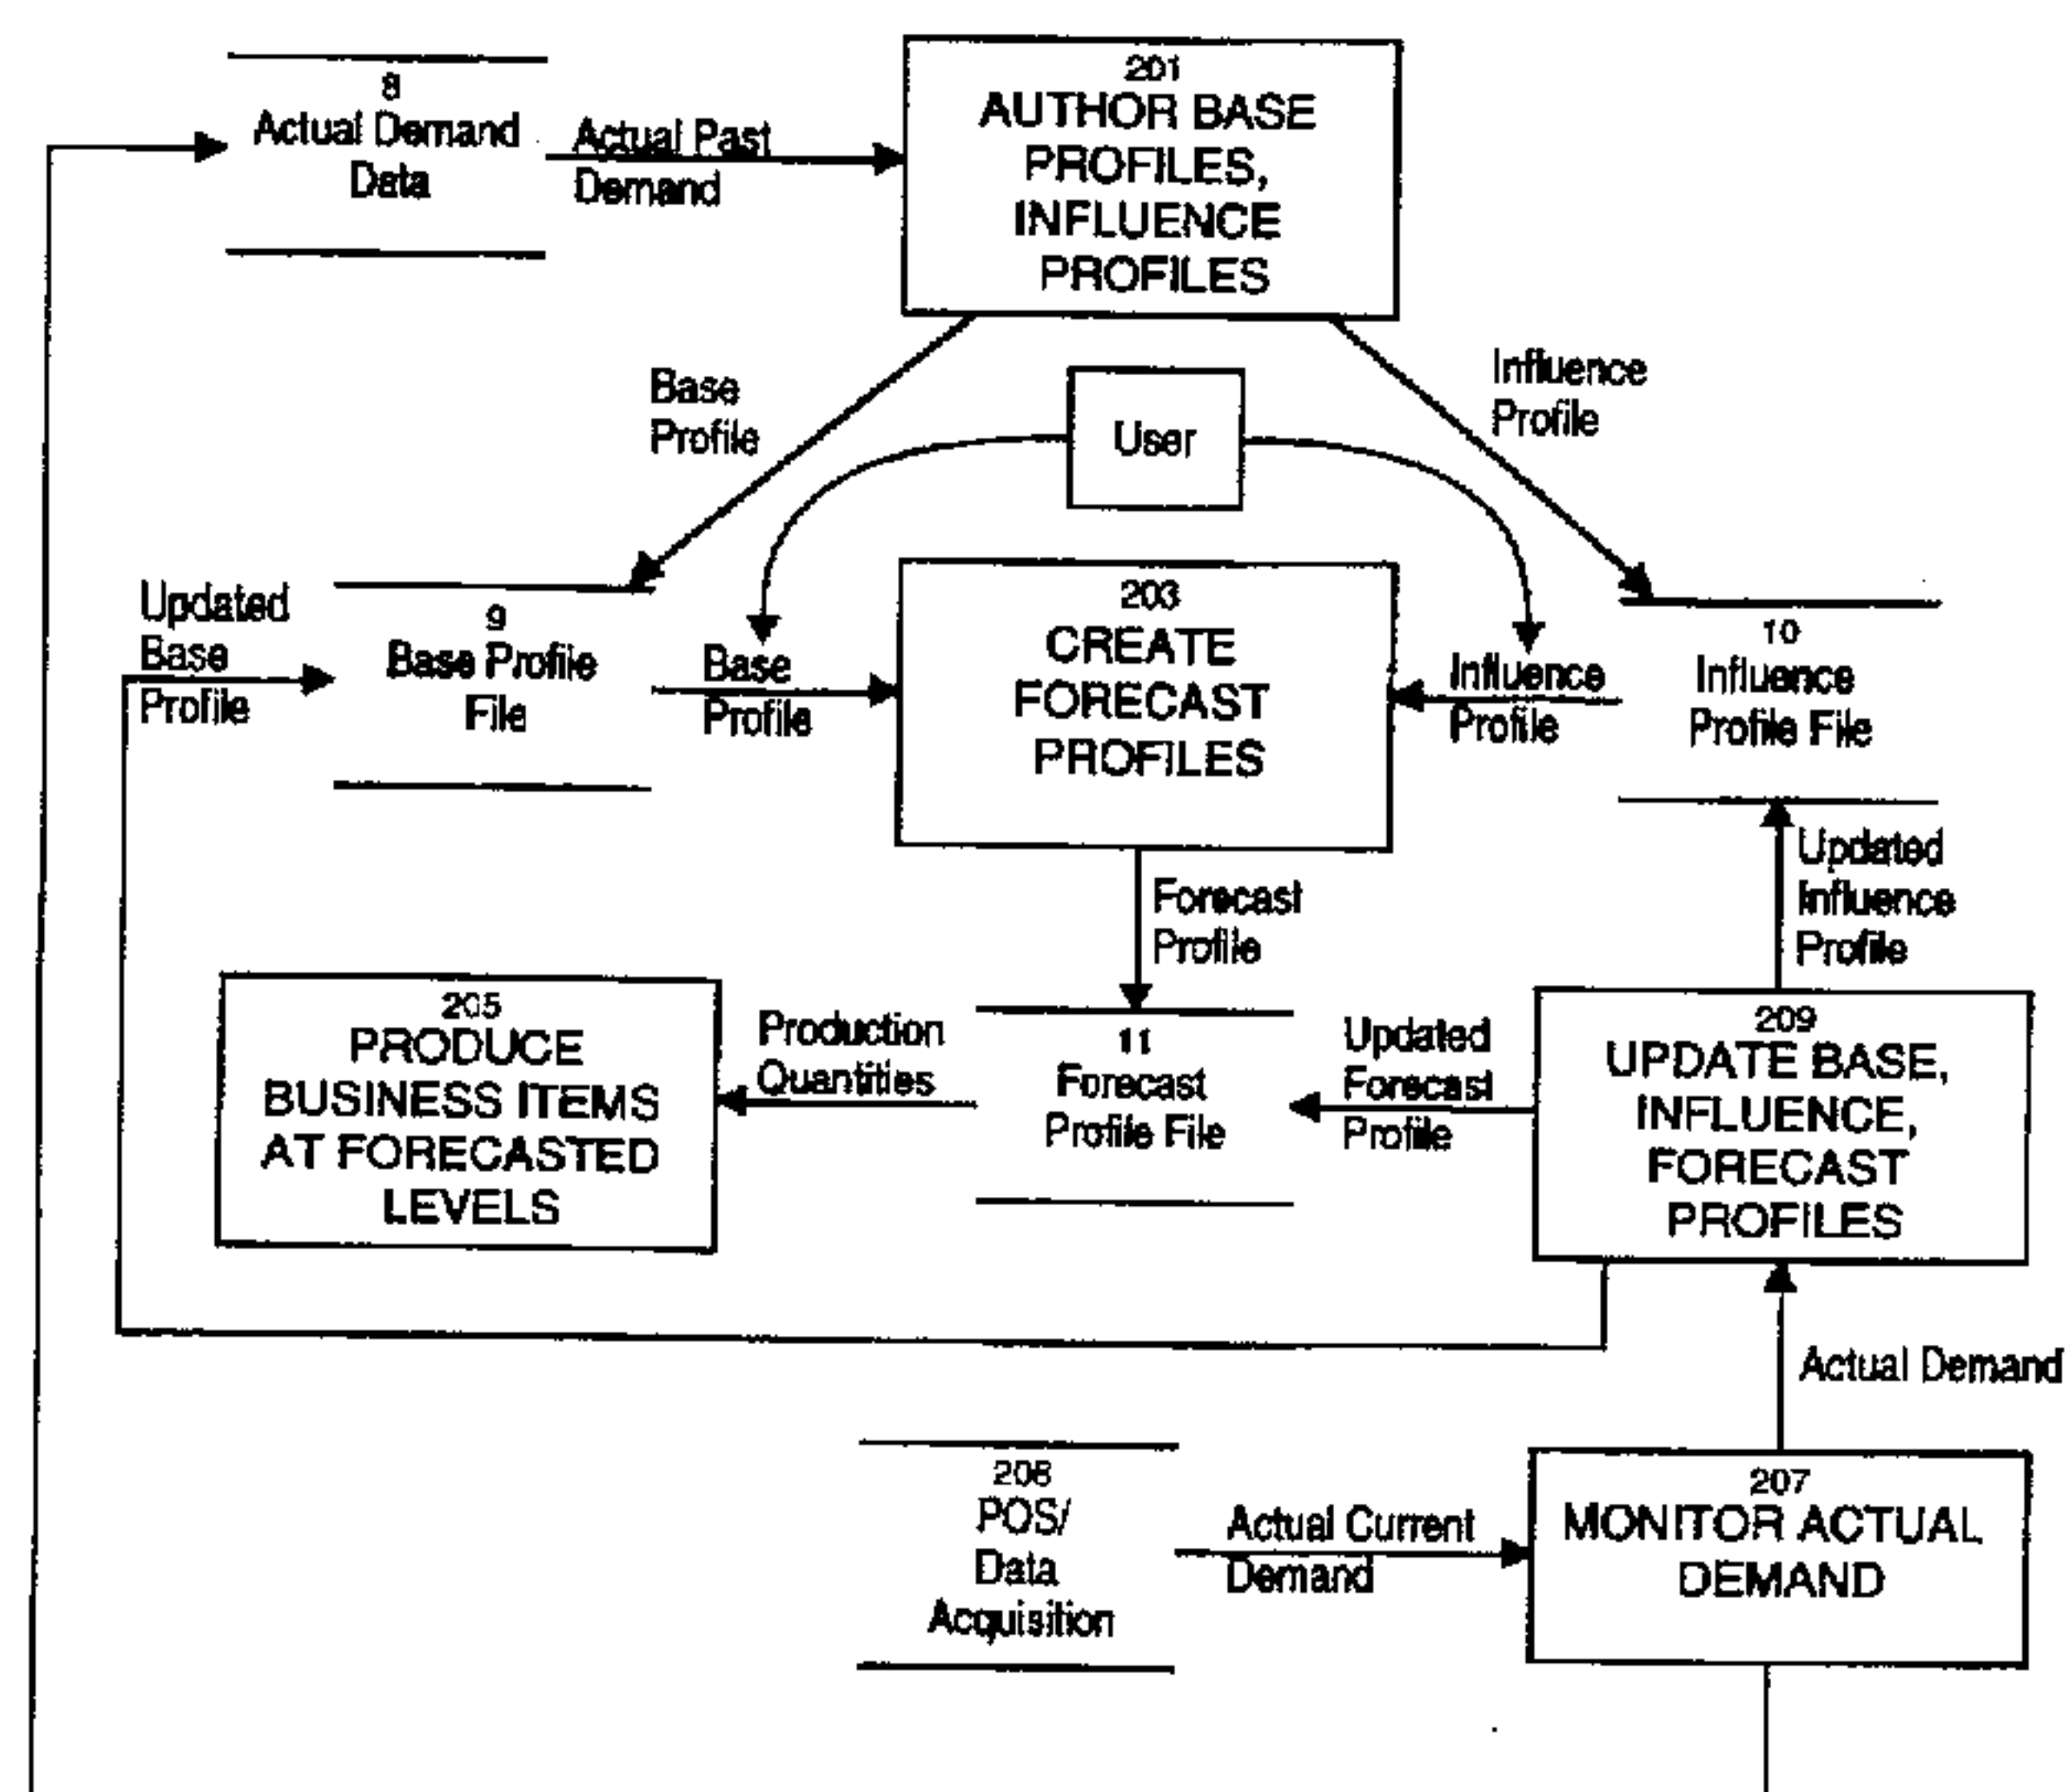 8
Actual Demand
Data
Actual Past
Demand
201
AUTHOR BASE
PROFILES,
INFLUENCE
PROFILES
Base
Profile
User
Influence
Profile
Updated
Base
Profile
9
Base Profile
File
Base
Profile
203
CREATE
FORECAST
PROFILES
Influence
Profile
10
Influence
Profile File
Forecast
Profile
Updated
Influence
Profile
205
PRODUCE
BUSINESS ITEMS
AT FORECASTED
LEVELS
Production
Quantities
11
Forecast
Profile File
Updated
Forecast
Profile
209
UPDATE BASE,
INFLUENCE,
FORECAST
PROFILES
Actual Demand
208
POS/
Data
Acquisition
Actual Current
Demand
207
MONITOR ACTUAL
DEMAND